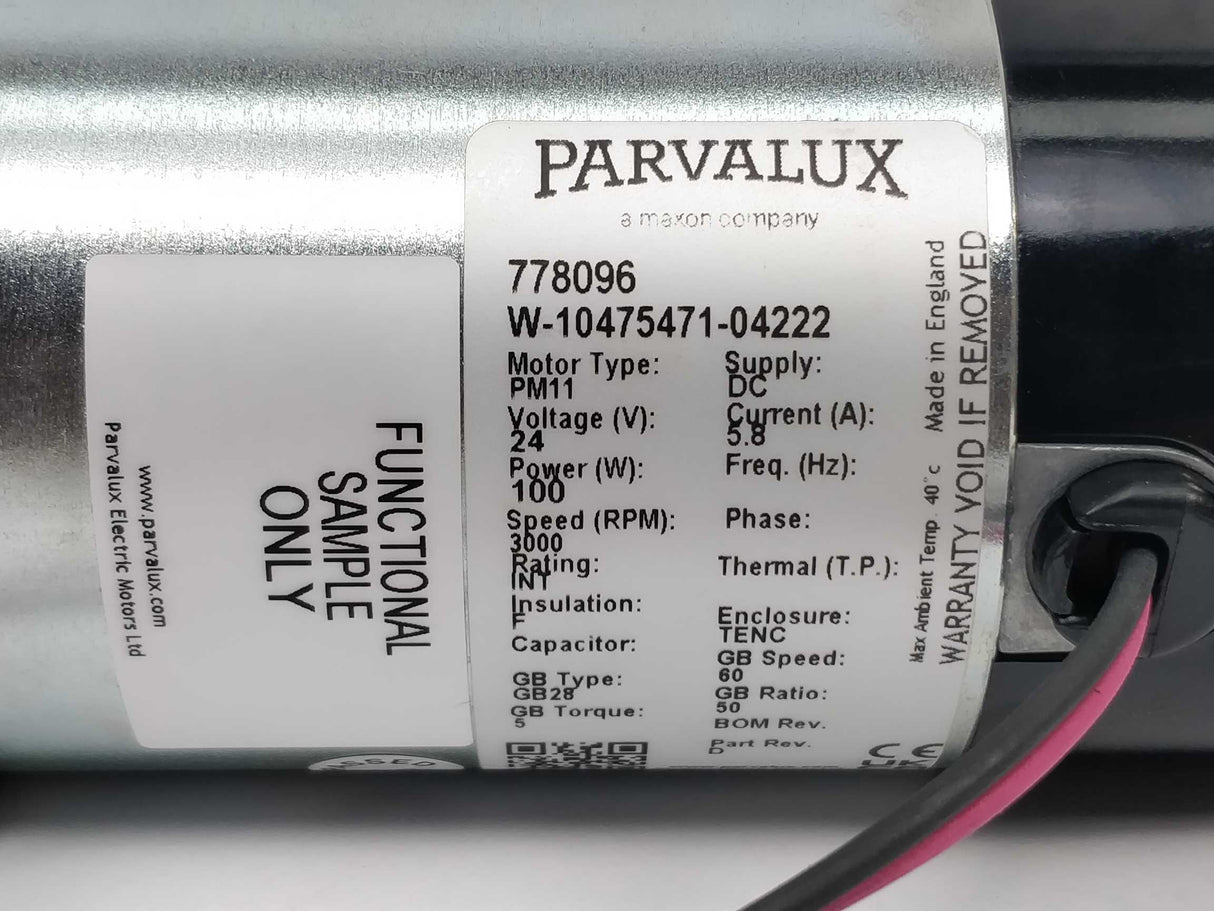 PARVALUX
a maxon company
778096
W-10475471-04222
Motor Type:
PM11
Supply:
DC
Voltage (V):
24
Current (A):
5.8
Power (W):
100
Freq. (Hz):
Speed (RPM):
3000
Phase:
Rating:
INT
Thermal (T.P.):
Insulation:
F
Enclosure:
TENC
Capacitor:
GB Speed:
60
GB Type:
GB28
GB Ratio:
50
GB Torque:
5
BOM Rev.
Part Rev.
D
CE
Max Ambient Temp 40°c Made in England
WARRANTY VOID IF REMOVED
FUNCTIONAL
SAMPLE
ONLY
www.parvalux.com
Parvalux Electric Motors Ltd